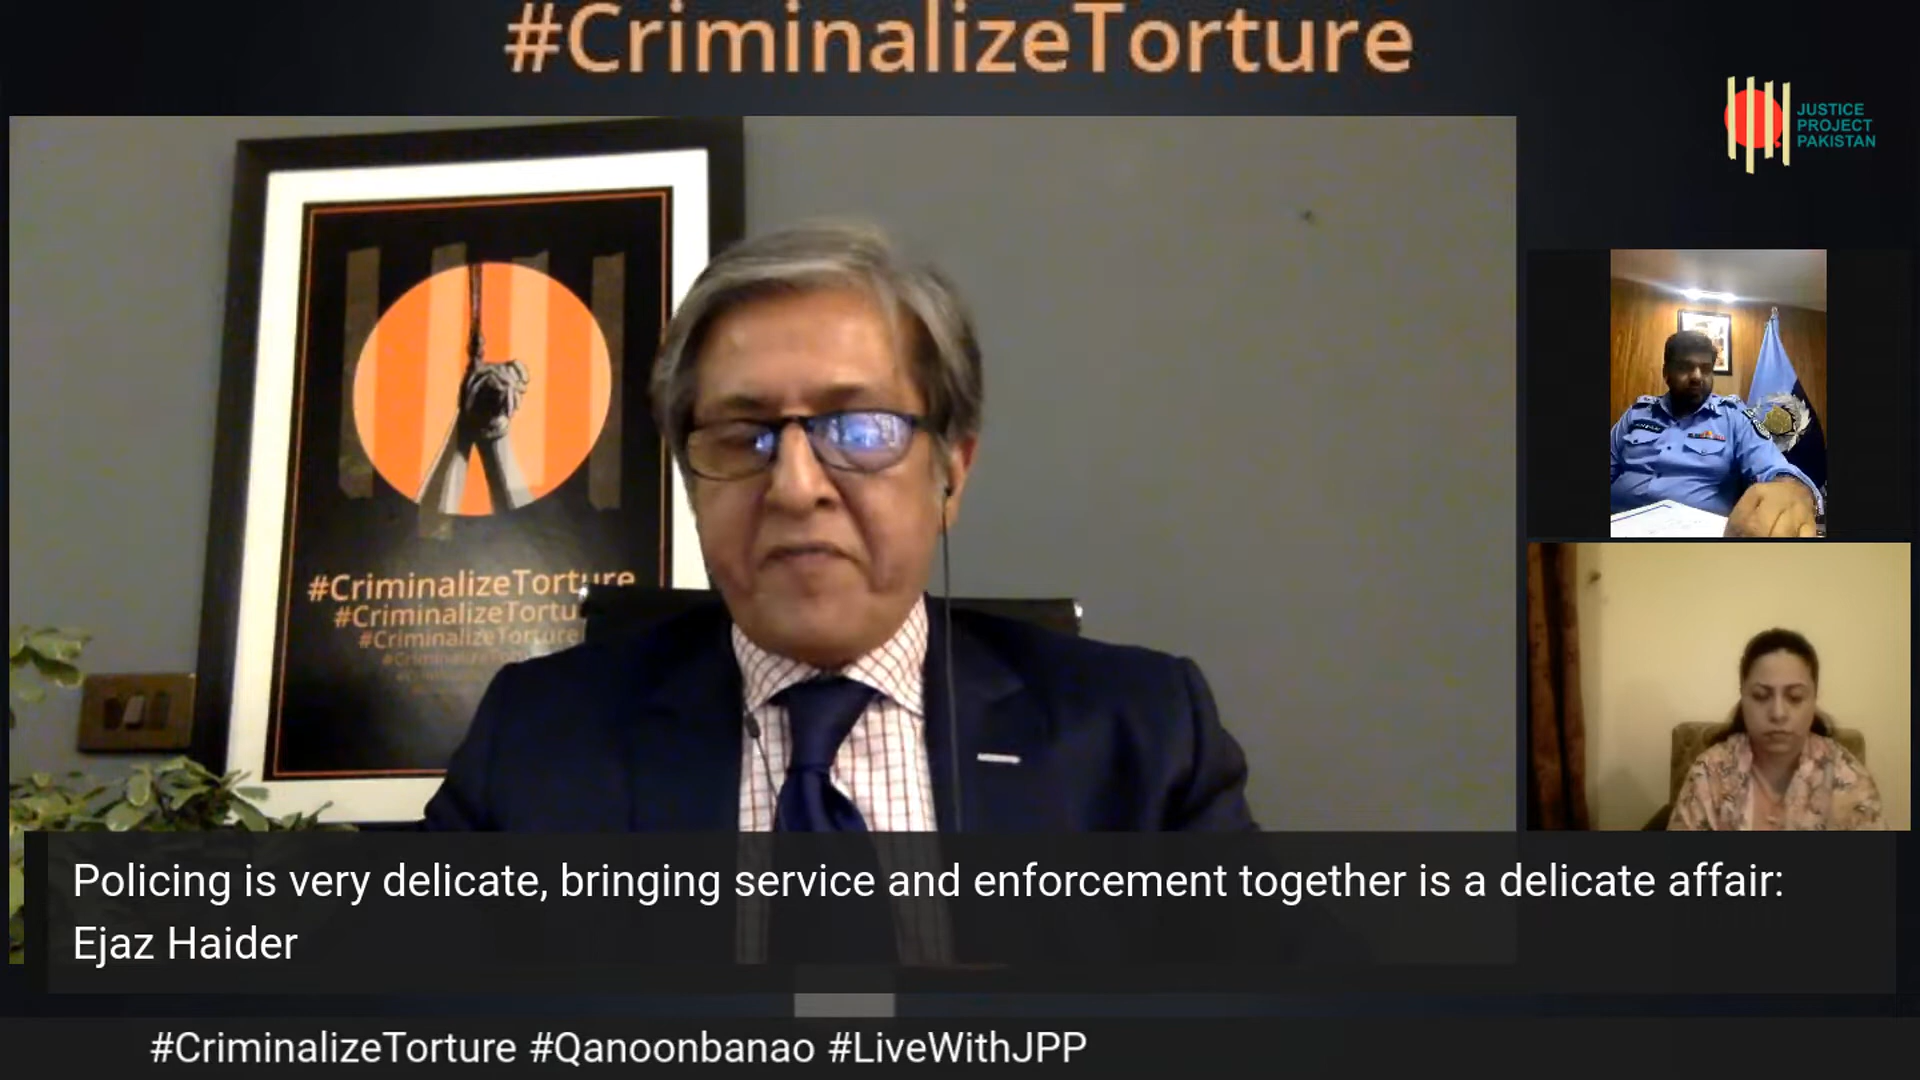 #CriminalizeTorture
JUSTICE
PROJECT
PAKISTAN
#CriminalizeTorture
#CriminalizeTortu
#CriminalizeTorture
Policing is very delicate, bringing service and enforcement together is a delicate affair:
Ejaz Haider
#CriminalizeTorture #Qanoonbanao #LiveWithJPP